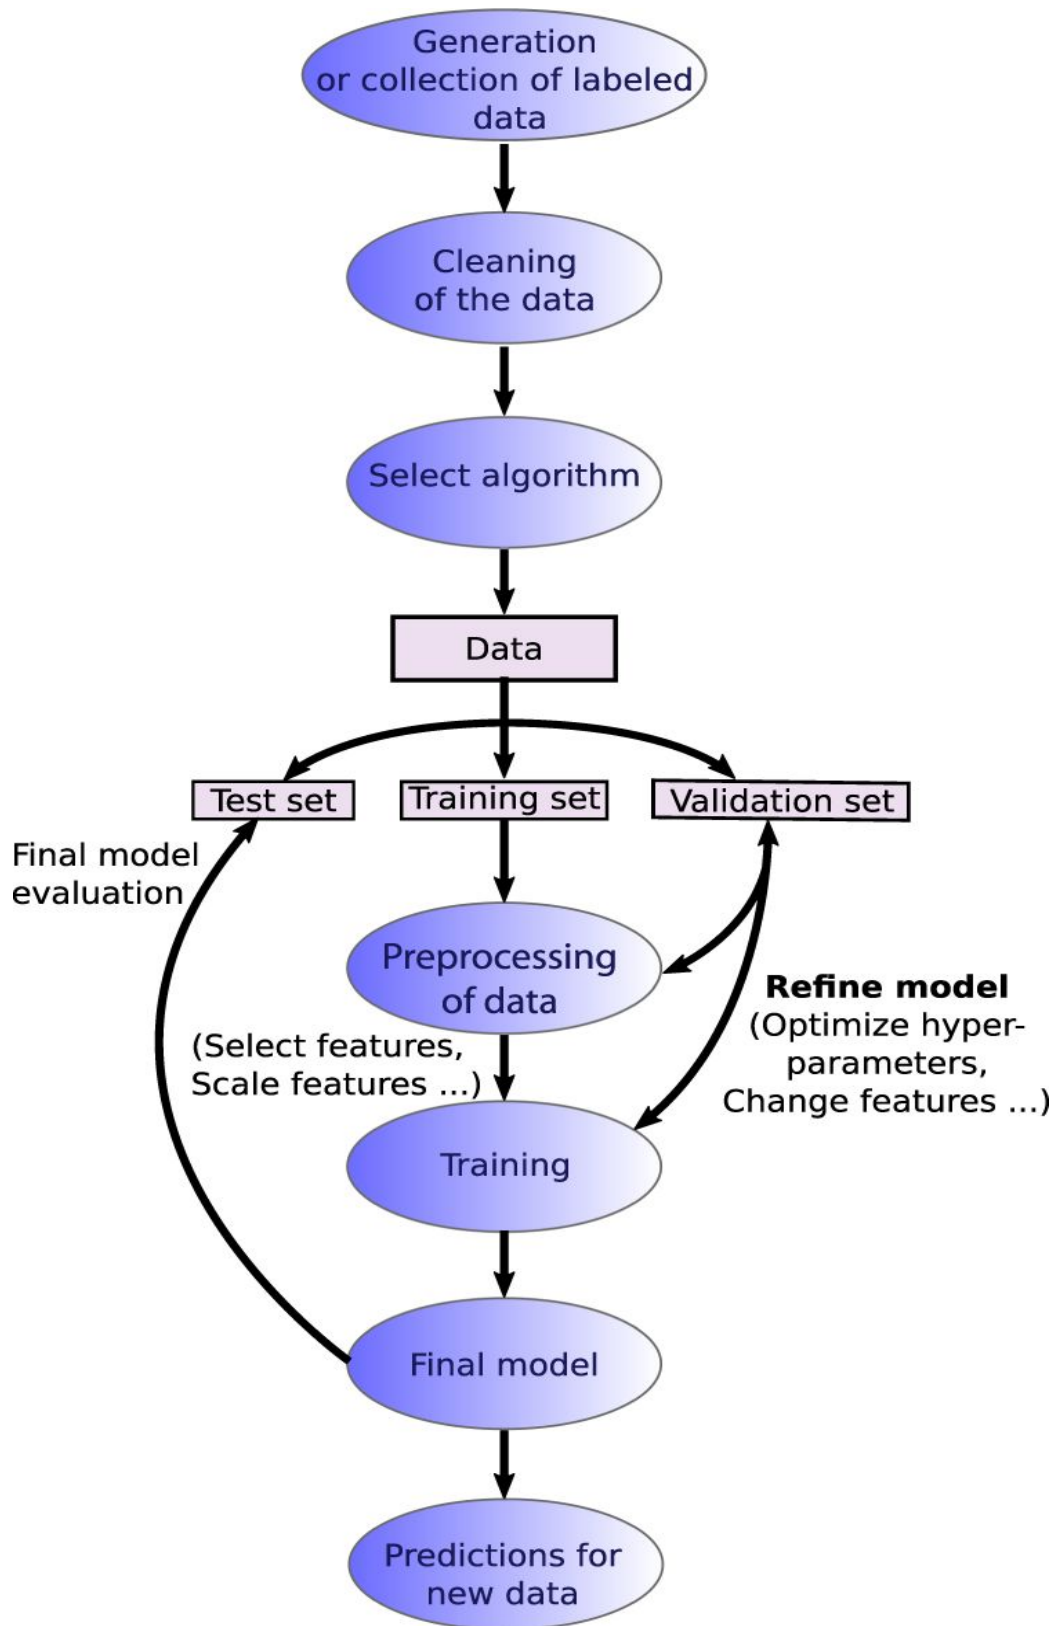 Generation
or collection of labeled
data
Cleaning
of the data
Select algorithm
Data
Test set
Training set
Validation set
Final model
evaluation
Preprocessing
of data
Refine model
(Optimize hyper-
parameters,
Change features ...)
(Select features,
Scale features ...)
Training
Final model
Predictions for
new data